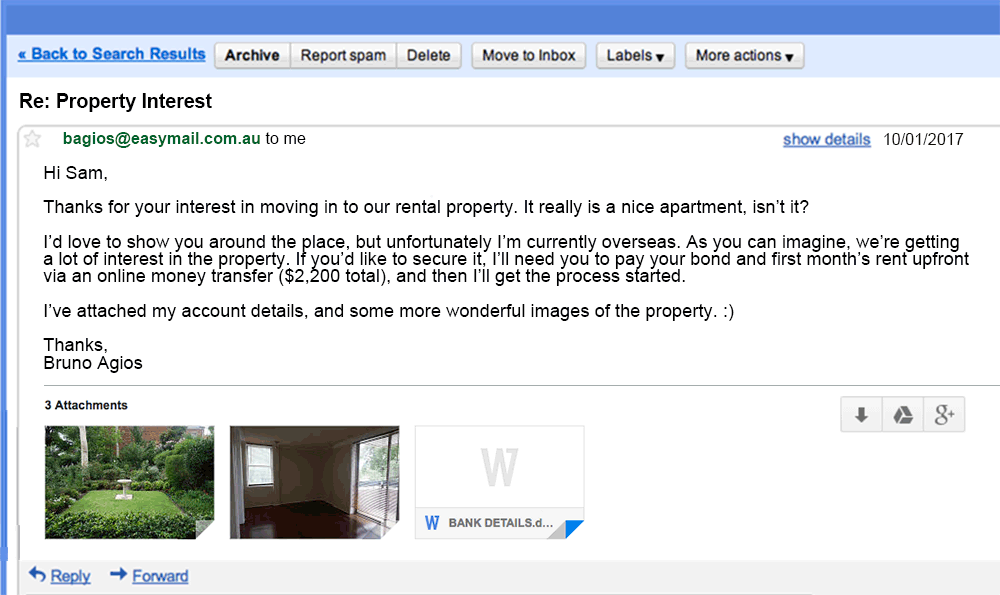 « Back to Search Results Archive Report spam Delete Move to Inbox Labels ▾ More actions ▾
Re: Property Interest
bagios@easymail.com.au to me show details 10/01/2017
Hi Sam,
Thanks for your interest in moving in to our rental property. It really is a nice apartment, isn’t it?
I’d love to show you around the place, but unfortunately I’m currently overseas. As you can imagine, we’re getting
a lot of interest in the property. If you’d like to secure it, I’ll need you to pay your bond and first month’s rent upfront
via an online money transfer ($2,200 total), and then I’ll get the process started.
I’ve attached my account details, and some more wonderful images of the property. :)
Thanks,
Bruno Agios
3 Attachments
g+
W
W BANK DETAILS.d...
Reply Forward